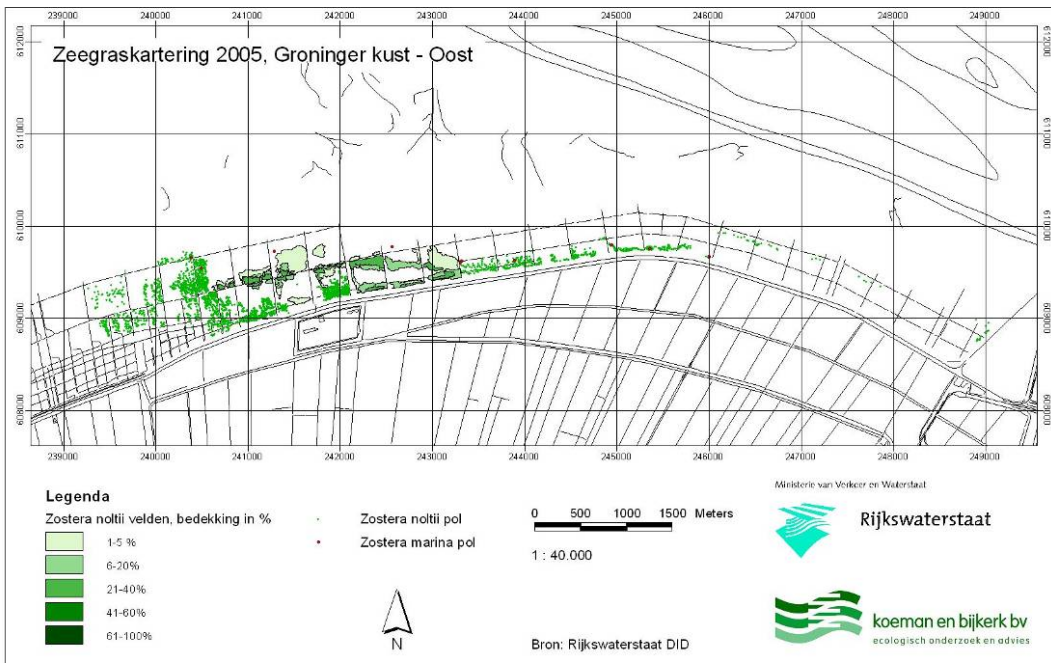 239000 240000 241000 242000 243000 244000 245000 246000 247000 248000 249000
612000 612000
Zeegraskartering 2005, Groninger kust - Oost
611000 611000
610000 610000
609000 609000
608000 608000
239000 240000 241000 242000 243000 244000 245000 246000 247000 248000 249000
Legenda
Zostera noltii velden, bedekking in %
1-5 %
6-20%
21-40%
41-60%
61-100%
Zostera noltii pol
Zostera marina pol
N
0 500 1000 1500 Meters
1 : 40.000
Bron: Rijkswaterstaat DID
Ministerie van Verkeer en Waterstaat
Rijkswaterstaat
koeman en bijkerk bv
ecologisch onderzoek en advies